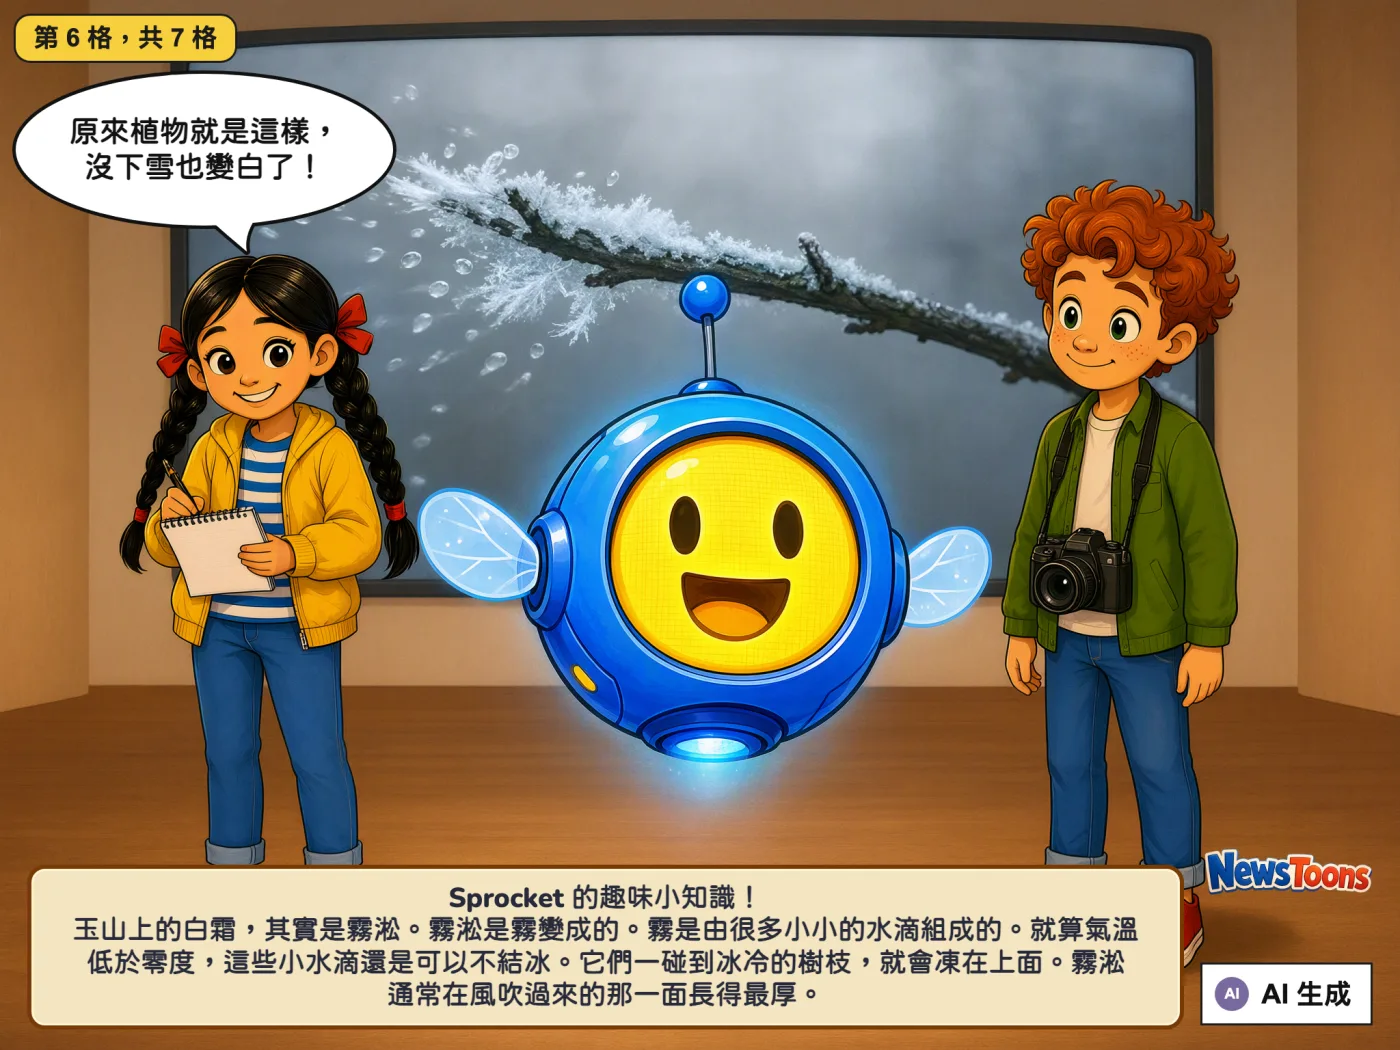 第 6 格，共 7 格
原來植物就是這樣，
沒下雪也變白了！
Sprocket 的趣味小知識！
玉山上的白霜，其實是霧淞。霧淞是霧變成的。霧是由很多小小的水滴組成的。就算氣溫
低於零度，這些小水滴還是可以不結冰。它們一碰到冰冷的樹枝，就會凍在上面。霧淞
通常在風吹過來的那一面長得最厚。
NewsToons
AI AI 生成